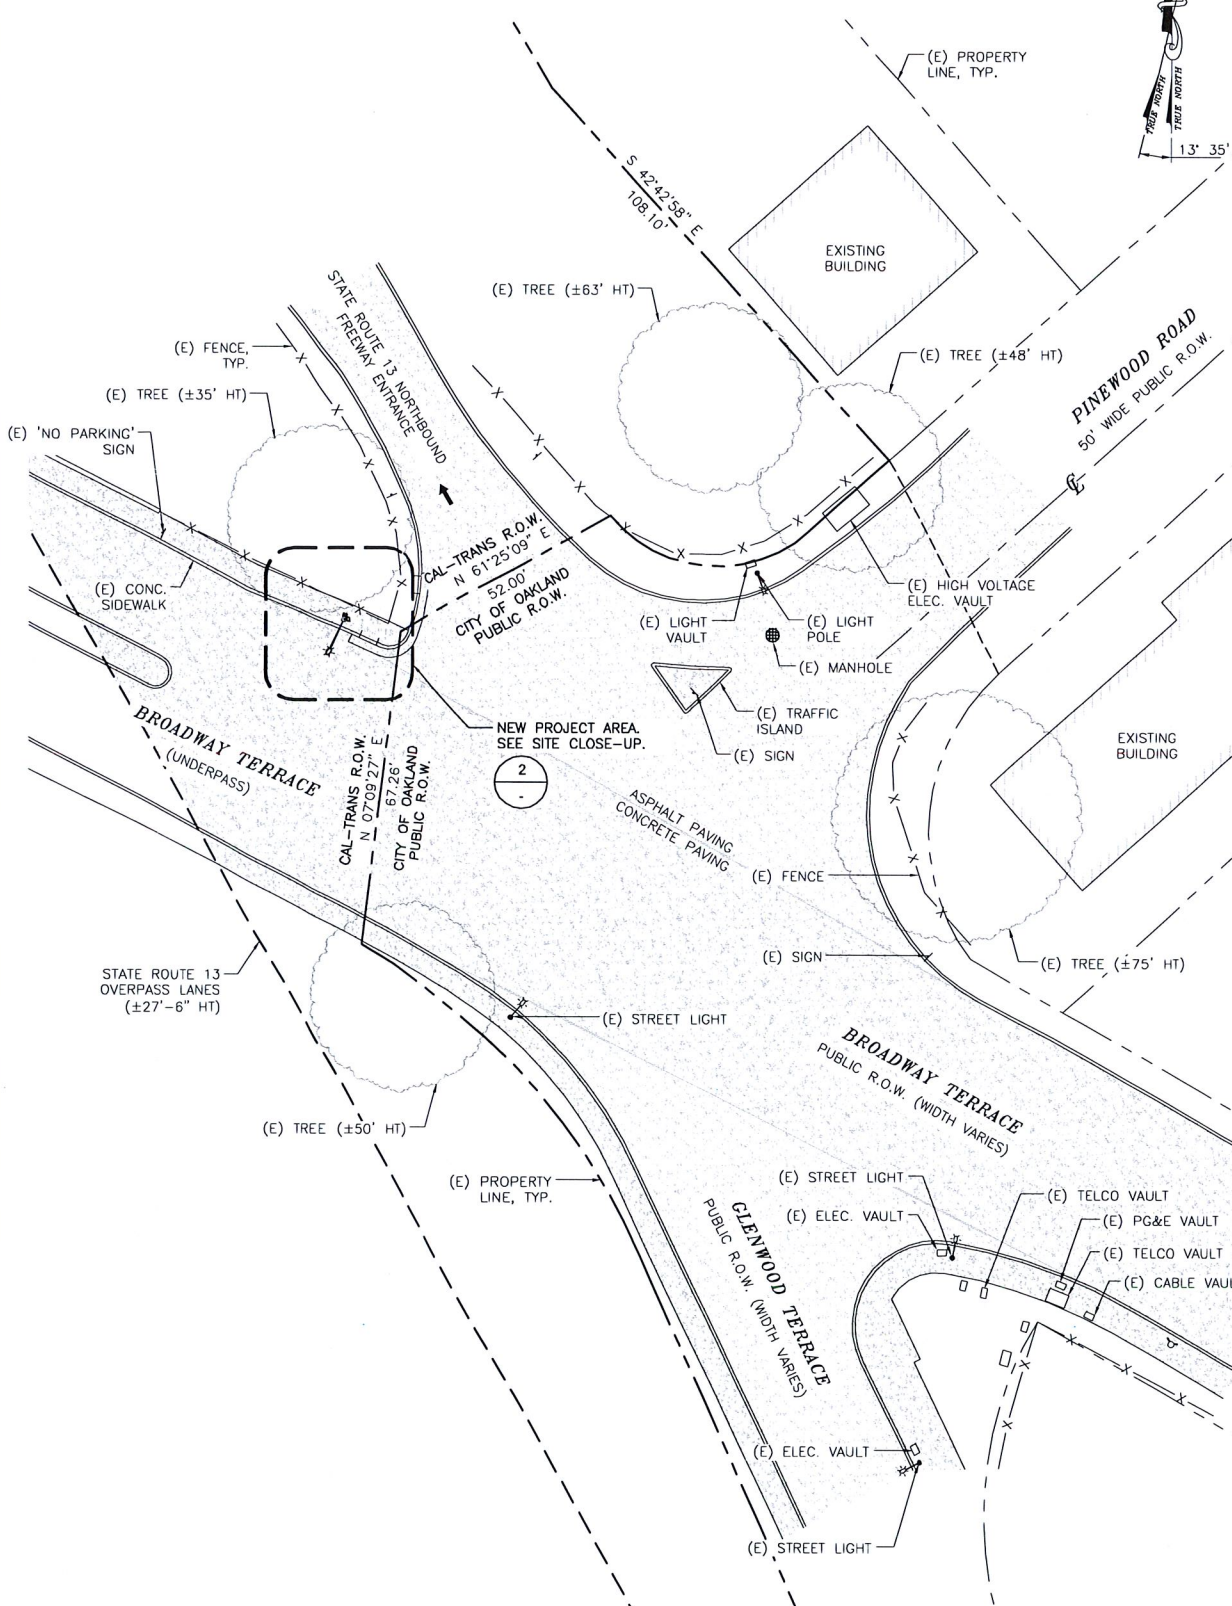 (E) PROPERTY
LINE, TYP.
TRUE NORTH
TRUE NORTH
13° 35'
S 42°42'58" E
108.10'
EXISTING
BUILDING
(E) TREE (±63' HT)
STATE ROUTE 13 NORTHBOUND
FREEWAY ENTRANCE
(E) FENCE,
TYP.
(E) TREE (±48' HT)
PINEWOOD ROAD
50' WIDE PUBLIC R.O.W.
(E) TREE (±35' HT)
(E) 'NO PARKING'
SIGN
CL
CAL-TRANS R.O.W.
N 61°25'09" E
52.00'
CITY OF OAKLAND
PUBLIC R.O.W.
(E) CONC.
SIDEWALK
(E) HIGH VOLTAGE
ELEC. VAULT
(E) LIGHT
VAULT
(E) LIGHT
POLE
(E) MANHOLE
(E) TRAFFIC
ISLAND
(E) SIGN
NEW PROJECT AREA.
SEE SITE CLOSE-UP.
2
-
BROADWAY TERRACE
(UNDERPASS)
CAL-TRANS R.O.W.
N 07°09'27" E
67.26'
CITY OF OAKLAND
PUBLIC R.O.W.
EXISTING
BUILDING
ASPHALT PAVING
CONCRETE PAVING
(E) FENCE
(E) SIGN
(E) TREE (±75' HT)
STATE ROUTE 13
OVERPASS LANES
(±27'-6" HT)
(E) STREET LIGHT
BROADWAY TERRACE
PUBLIC R.O.W. (WIDTH VARIES)
(E) TREE (±50' HT)
(E) PROPERTY
LINE, TYP.
(E) STREET LIGHT
(E) ELEC. VAULT
(E) TELCO VAULT
(E) PG&E VAULT
(E) TELCO VAULT
(E) CABLE VAUL
GLENWOOD TERRACE
PUBLIC R.O.W. (WIDTH VARIES)
(E) ELEC. VAULT
(E) STREET LIGHT